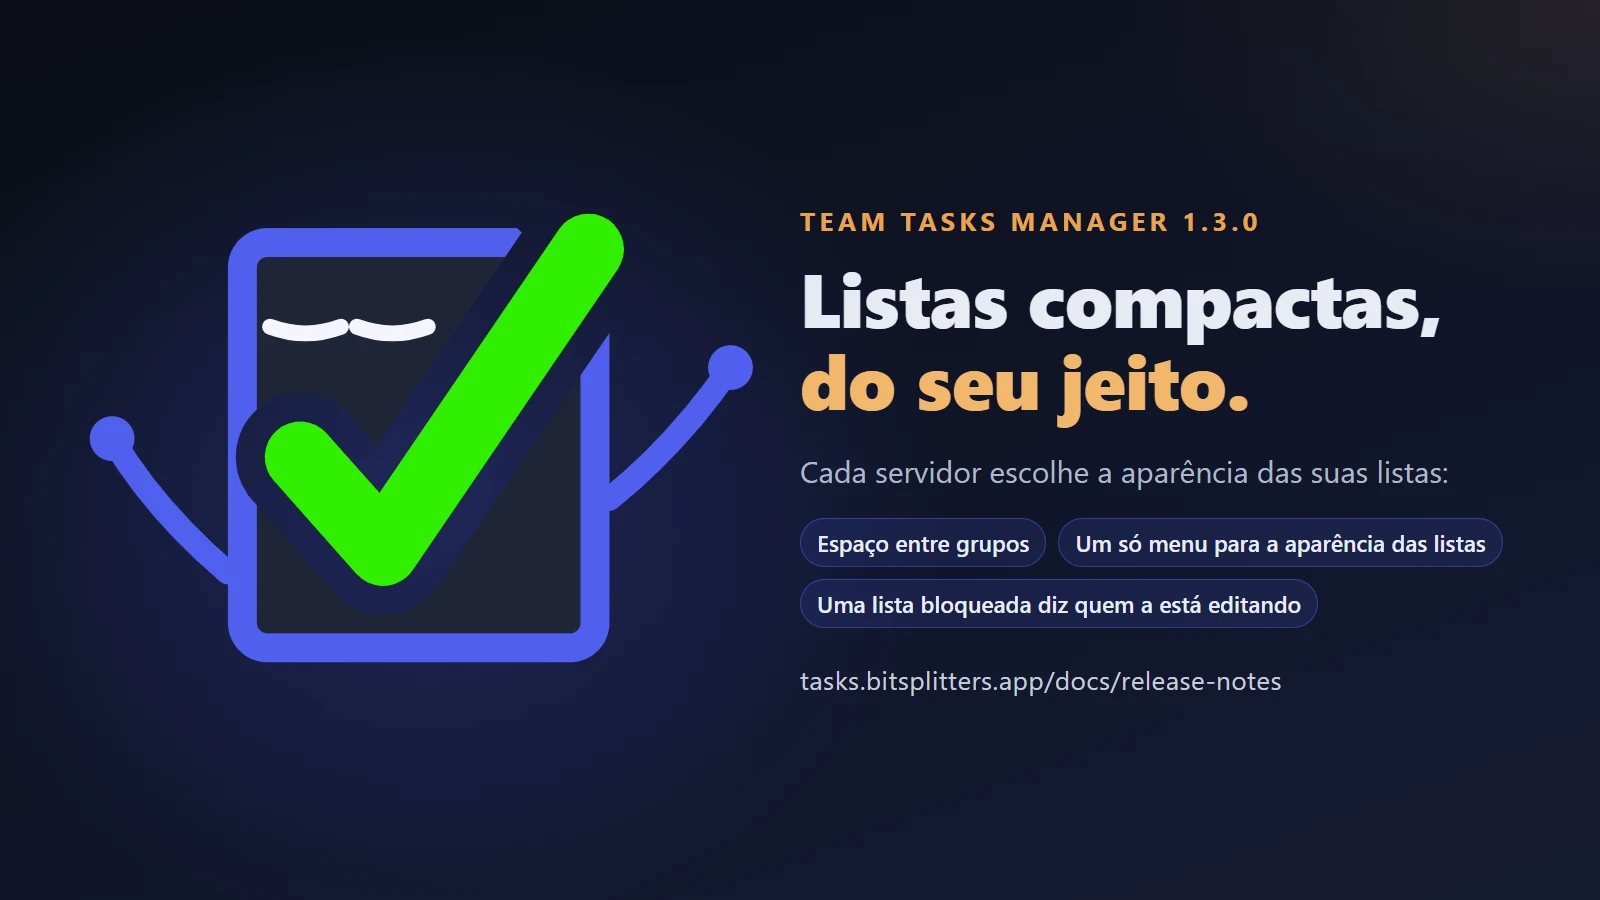 TEAM TASKS MANAGER 1.3.0
Listas compactas,
do seu jeito.
Cada servidor escolhe a aparência das suas listas:
Espaço entre grupos
Um só menu para a aparência das listas
Uma lista bloqueada diz quem a está editando
tasks.bitsplitters.app/docs/release-notes